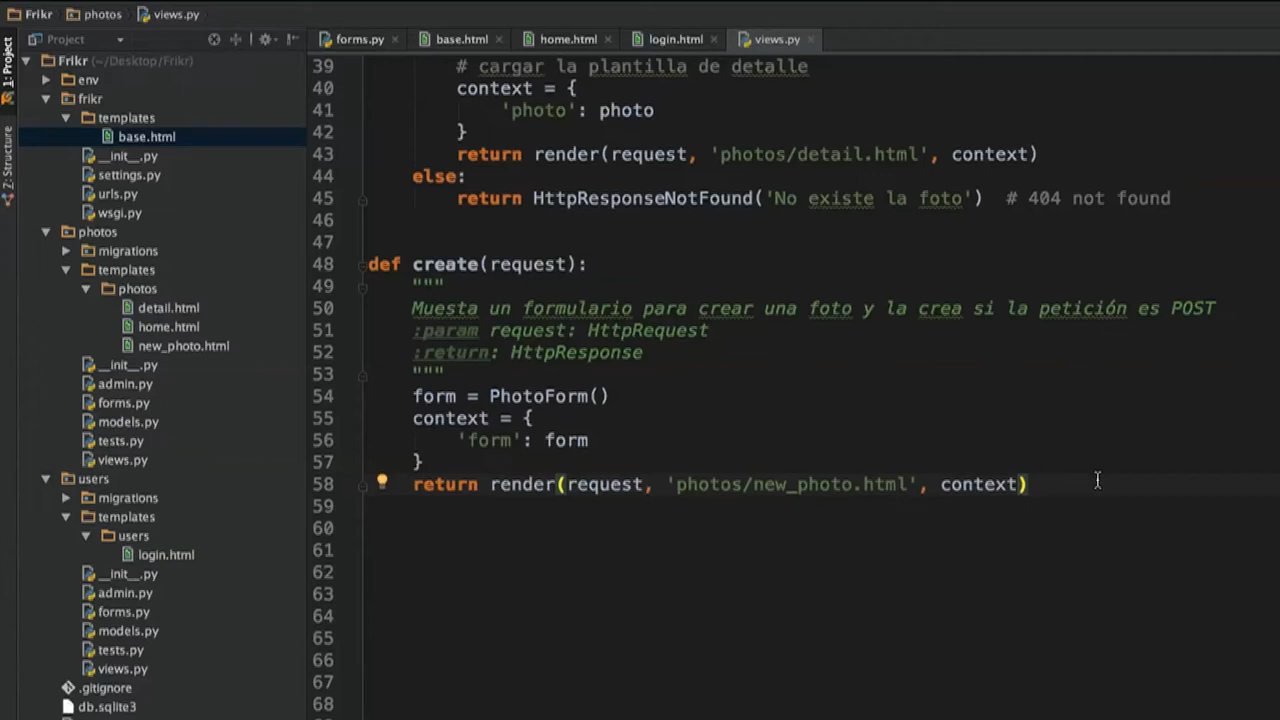 Frikr photos views.py
1: Project
Z: Structure
Project
forms.py base.html home.html login.html views.py
Frikr (~/Desktop/Frikr)
env
frikr
templates
base.html
__init__.py
settings.py
urls.py
wsgi.py
photos
migrations
templates
photos
detail.html
home.html
new_photo.html
__init__.py
admin.py
forms.py
models.py
tests.py
views.py
users
migrations
templates
users
login.html
__init__.py
admin.py
forms.py
models.py
tests.py
views.py
.gitignore
db.sqlite3
39 # cargar la plantilla de detalle
40 context = {
41 'photo': photo
42 }
43 return render(request, 'photos/detail.html', context)
44 else:
45 return HttpResponseNotFound('No existe la foto') # 404 not found
46
47
48 def create(request):
49 """
50 Muesta un formulario para crear una foto y la crea si la petición es POST
51 :param request: HttpRequest
52 :return: HttpResponse
53 """
54 form = PhotoForm()
55 context = {
56 'form': form
57 }
58 return render(request, 'photos/new_photo.html', context)
59
60
61
62
63
64
65
66
67
68